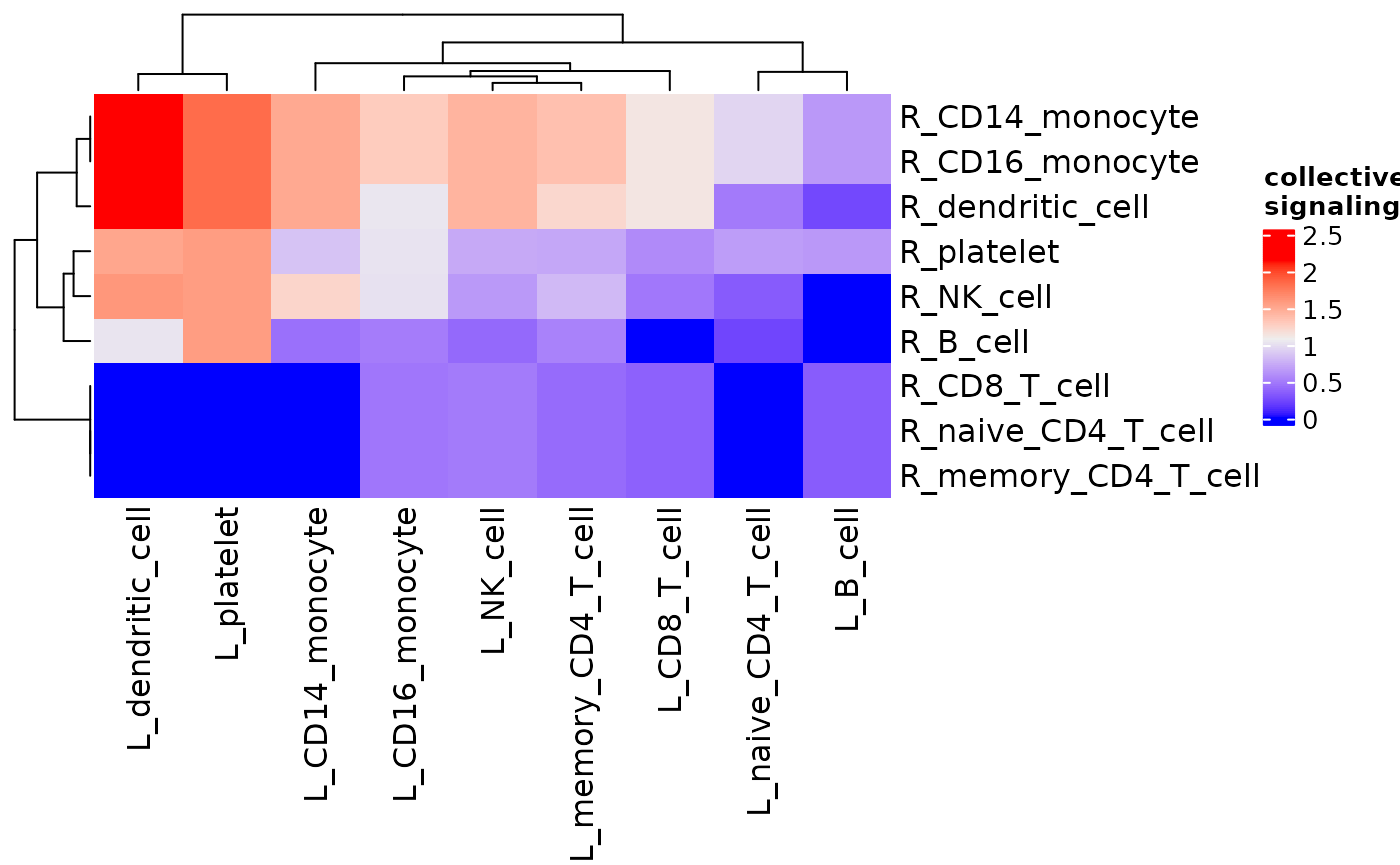 R_CD14_monocyte
R_CD16_monocyte
R_dendritic_cell
R_platelet
R_NK_cell
R_B_cell
R_CD8_T_cell
R_naive_CD4_T_cell
R_memory_CD4_T_cell
collective
signaling
2.5
2
1.5
1
0.5
0
L_dendritic_cell
L_platelet
L_CD14_monocyte
L_CD16_monocyte
L_NK_cell
L_memory_CD4_T_cell
L_CD8_T_cell
L_naive_CD4_T_cell
L_B_cell